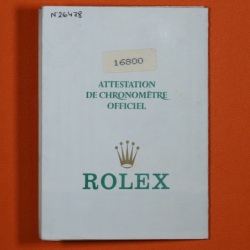 N26478
16800
ATTESTATION
DE CHRONOMÈTRE
OFFICIEL
ROLEX